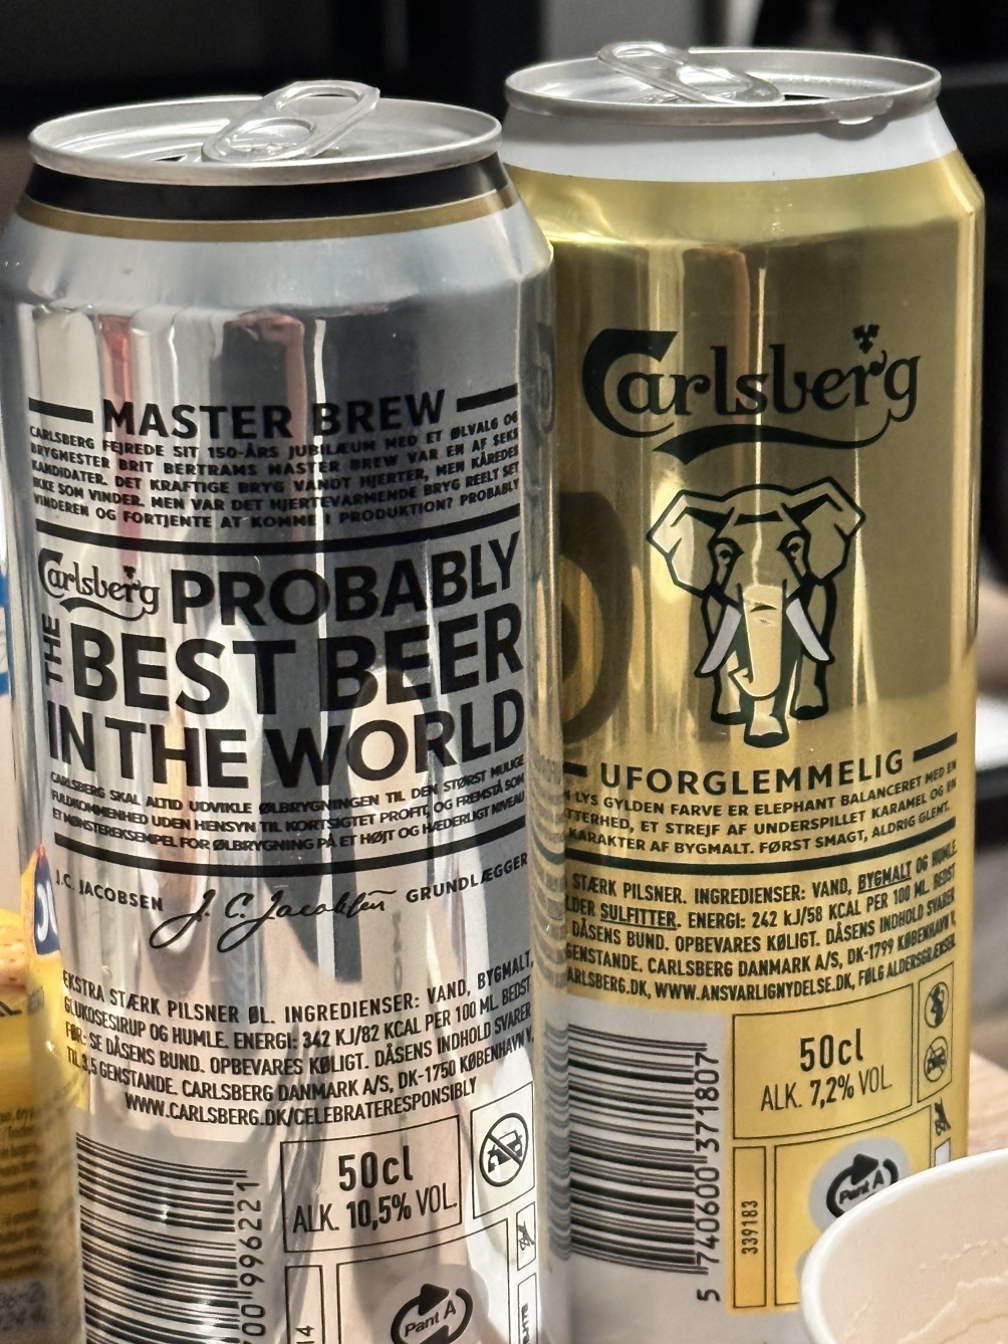 MASTER BREW
CARLSBERG FEJREDE SIT 150-ÅRS JUBILÆUM MED ET ØLVALG OG
BRYGMESTER BRIT BERTRAMS MASTER BREW VAR EN AF SEKS
KANDIDATER. DET KRAFTIGE BRYG VANDT HJERTER, MEN KÅREDES
IKKE SOM VINDER. MEN VAR DET HJERTEVARMENDE BRYG REELT SET
VINDEREN OG FORTJENTE AT KOMME I PRODUKTION? PROBABLY
Carlsberg PROBABLY
THE BEST BEER
IN THE WORLD
CARLSBERG SKAL ALTID UDVIKLE ØLBRYGNINGEN TIL DEN STØRST MULIGE
FULDKOMMENHED UDEN HENSYN TIL KORTSIGTET PROFIT, OG FREMSTÅ SOM
ET MØNSTEREKSEMPEL FOR ØLBRYGNING PÅ ET HØJT OG HÆDERLIGT NIVEAU
J.C. JACOBSEN J. C. Jacobsen GRUNDLÆGGER
EKSTRA STÆRK PILSNER ØL. INGREDIENSER: VAND, BYGMALT,
GLUKOSESIRUP OG HUMLE. ENERGI: 342 KJ/82 KCAL PER 100 ML. BEDST
FØR: SE DÅSENS BUND. OPBEVARES KØLIGT. DÅSENS INDHOLD SVARER
TIL 3,5 GENSTANDE. CARLSBERG DANMARK A/S, DK-1750 KØBENHAVN V.
WWW.CARLSBERG.DK/CELEBRATERESPONSIBLY
50cl
ALK. 10,5% VOL.
00 996221
14
Pant A
Carlsberg
UFORGLEMMELIG
LYS GYLDEN FARVE ER ELEPHANT BALANCERET MED EN
TTERHED, ET STREJF AF UNDERSPILLET KARAMEL OG EN
KARAKTER AF BYGMALT. FØRST SMAGT, ALDRIG GLEMT.
STÆRK PILSNER. INGREDIENSER: VAND, BYGMALT OG HUMLE.
LDER SULFITTER. ENERGI: 242 kJ/58 KCAL PER 100 ML. BEDST
DÅSENS BUND. OPBEVARES KØLIGT. DÅSENS INDHOLD SVARER
GENSTANDE. CARLSBERG DANMARK A/S, DK-1799 KØBENHAVN V,
ARLSBERG.DK, WWW.ANSVARLIGNYDELSE.DK, FØLG ALDERSGRÆNSEN.
50cl
ALK. 7,2% VOL.
5 740600 371807
339183
Pant A